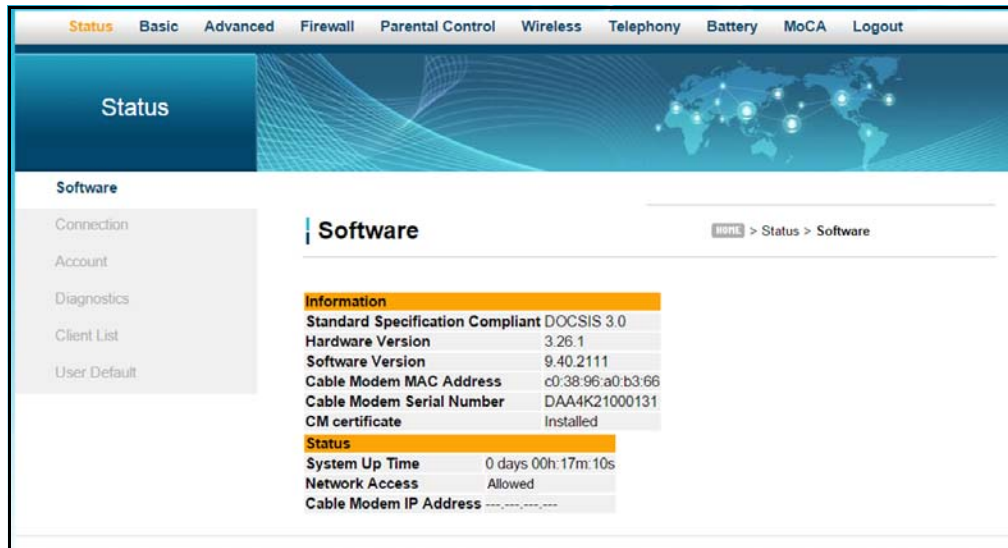 Status Basic Advanced Firewall Parental Control Wireless Telephony Battery MoCA Logout
Status
Software
Connection
Account
Diagnostics
Client List
User Default
Software
HOME > Status > Software
Information
Standard Specification Compliant DOCSIS 3.0
Hardware Version 3.26.1
Software Version 9.40.2111
Cable Modem MAC Address c0:38:96:a0:b3:66
Cable Modem Serial Number DAA4K21000131
CM certificate Installed
Status
System Up Time 0 days 00h:17m:10s
Network Access Allowed
Cable Modem IP Address ---.---.---.---